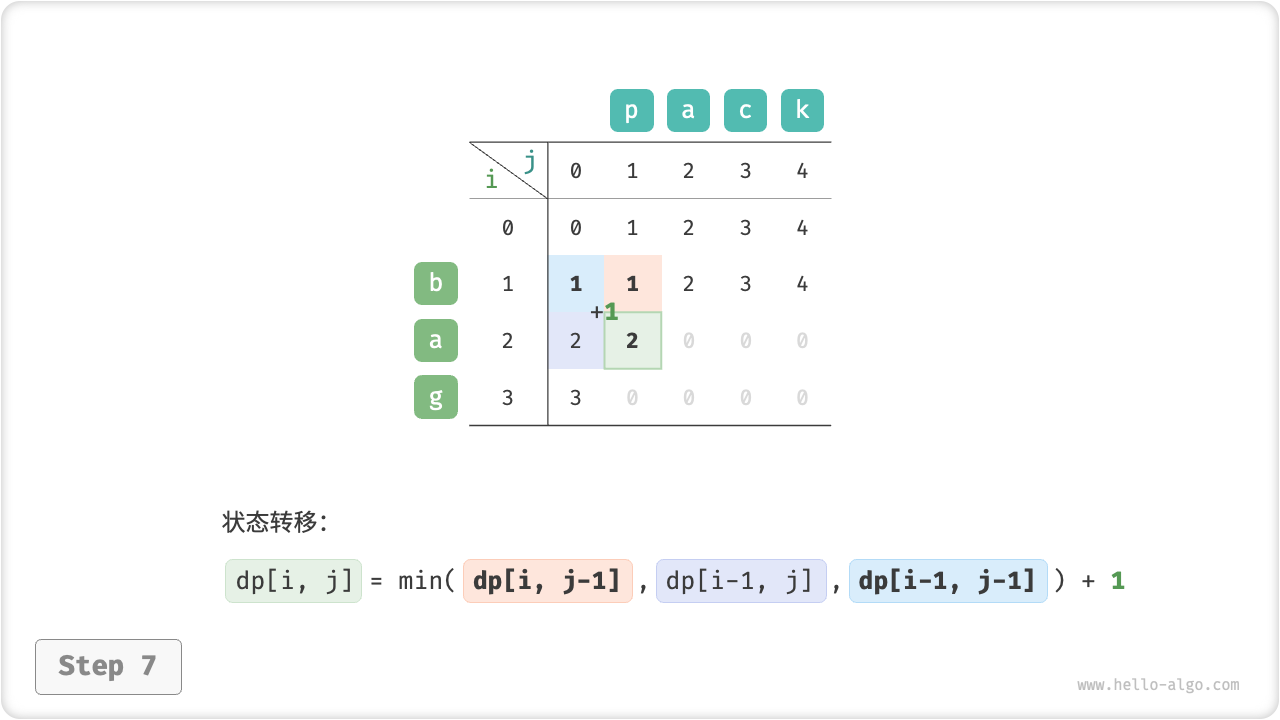 p a c k
j
i
0 1 2 3 4
0 0 1 2 3 4
b 1 1 1 2 3 4
+1
a 2 2 2 0 0 0
g 3 3 0 0 0 0
状态转移：
dp[i, j] = min( dp[i, j-1] , dp[i-1, j] , dp[i-1, j-1] ) + 1
Step 7
www.hello-algo.com